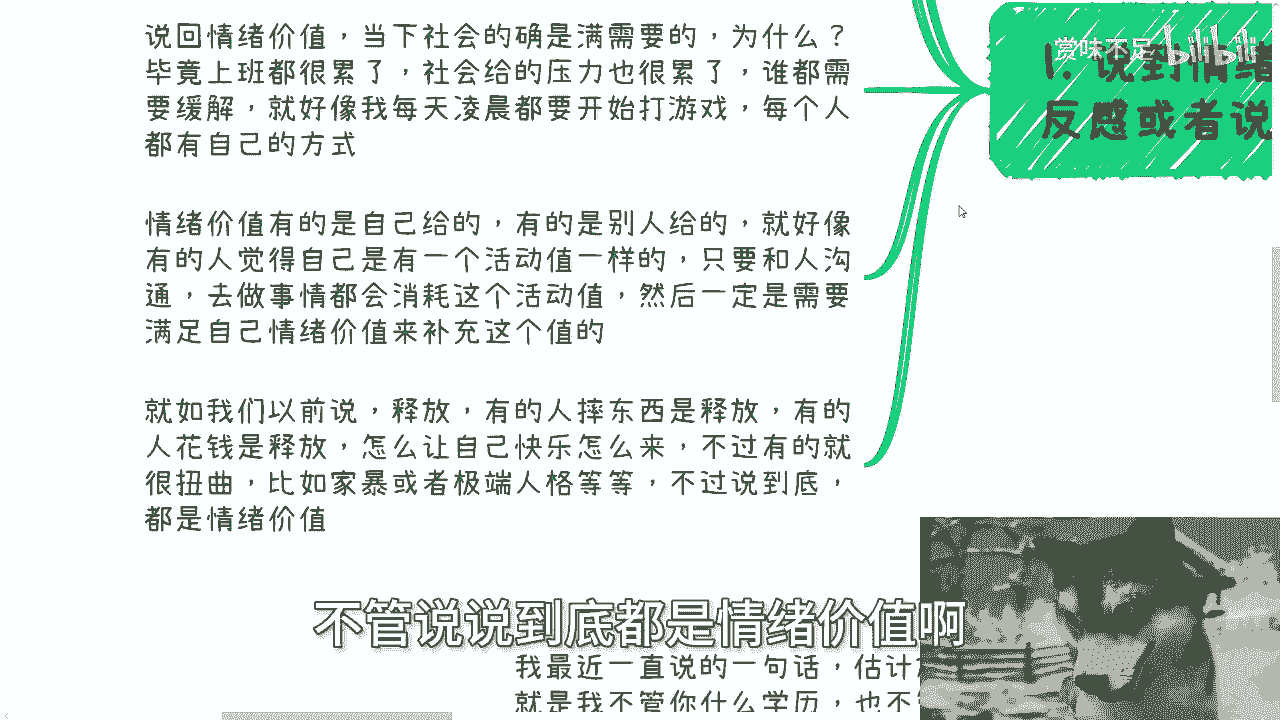 说回情绪价值，当下社会的确是满需要的，为什么？
毕竟上班都很累了，社会给的压力也很累了，谁都需
要缓解，就好像我每天凌晨都要开始打游戏，每个人
都有自己的方式
赏味不足 bilibili
1. 说到情绪
反感或者说
情绪价值有的是自己给的，有的是别人给的，就好像
有的人觉得自己是有一个活动值一样的，只要和人沟
通，去做事情都会消耗这个活动值，然后一定是需要
满足自己情绪价值来补充这个值的
就如我们以前说，释放，有的人摔东西是释放，有的
人花钱是释放，怎么让自己快乐怎么来，不过有的就
很扭曲，比如家暴或者极端人格等等，不过说到底，
都是情绪价值
不管说说到底都是情绪价值啊
我最近一直说的一句话，估计
就是我不管你什么学历，也不